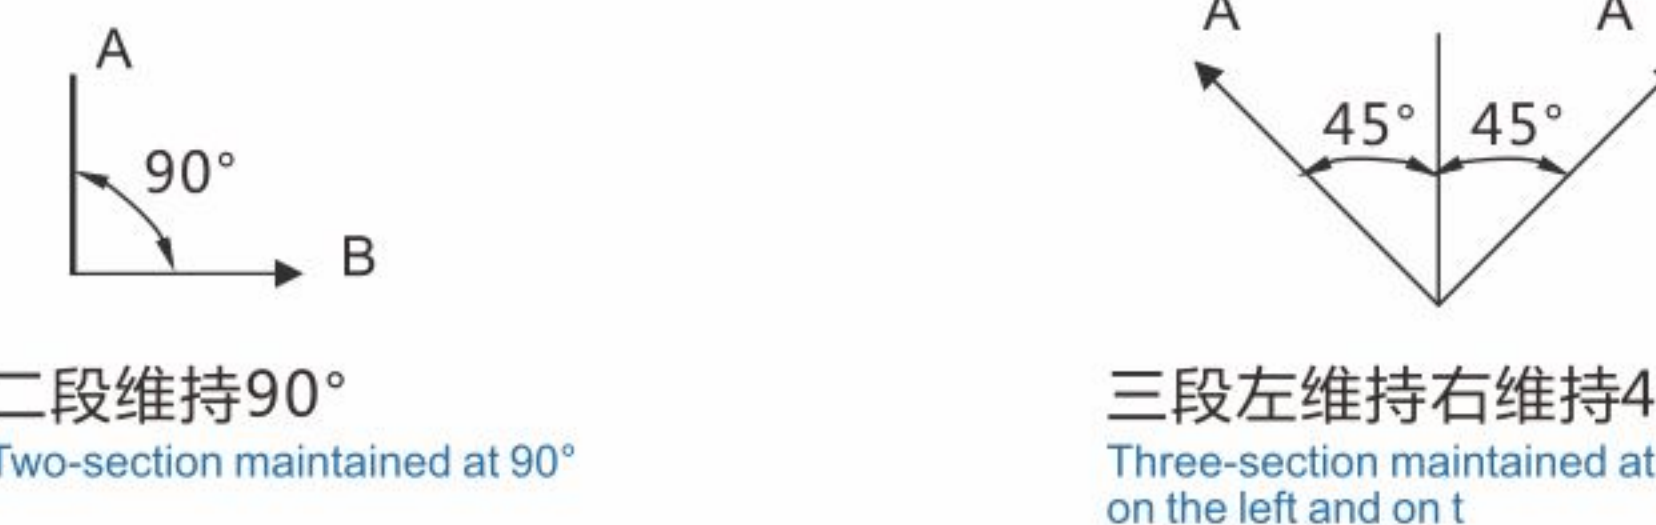 A
90°
B
二段维持90°
Two-section maintained at 90°
A
A
45°
45°
三段左维持右维持4
Three-section maintained at
on the left and on t